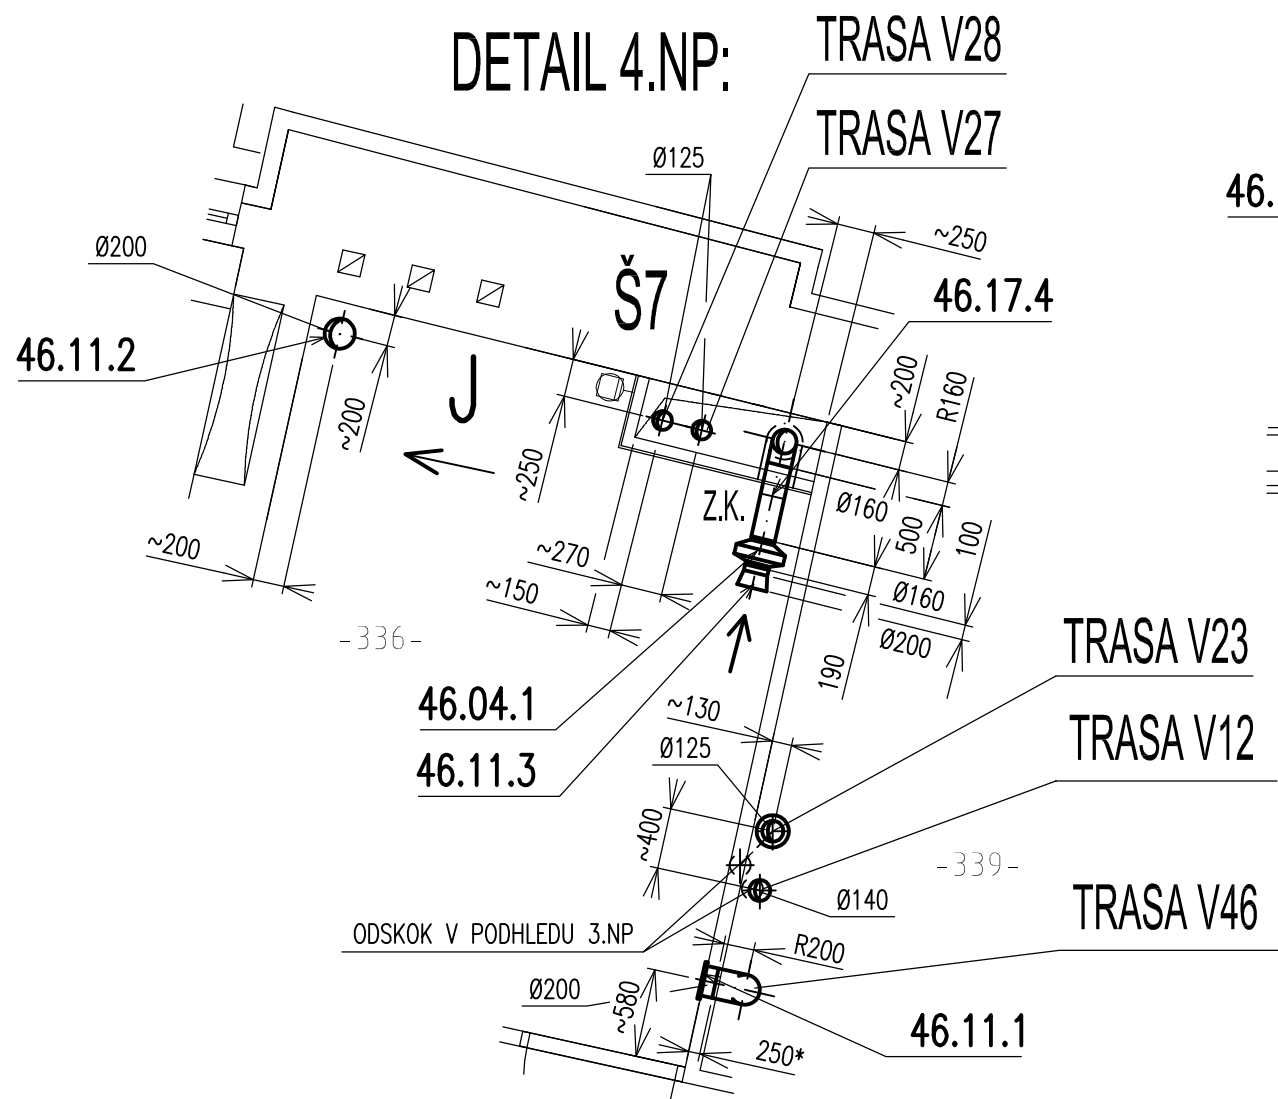 DETAIL 4.NP:
TRASA V28
TRASA V27
Ø125
46.
~250
Ø200
Š7
46.17.4
46.11.2
J
~200
~200
R160
~250
Z.K.
Ø160
500
100
~200
~270
~150
Ø160
Ø200
190
-336-
TRASA V23
46.04.1
~130
TRASA V12
Ø125
46.11.3
~400
-339-
Ø140
TRASA V46
ODSKOK V PODHLEDU 3.NP
R200
Ø200
~580
46.11.1
250*